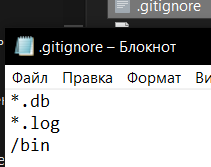 .gitignore
.gitignore – Блокнот
Файл Правка Формат
*.db
*.log
/bin